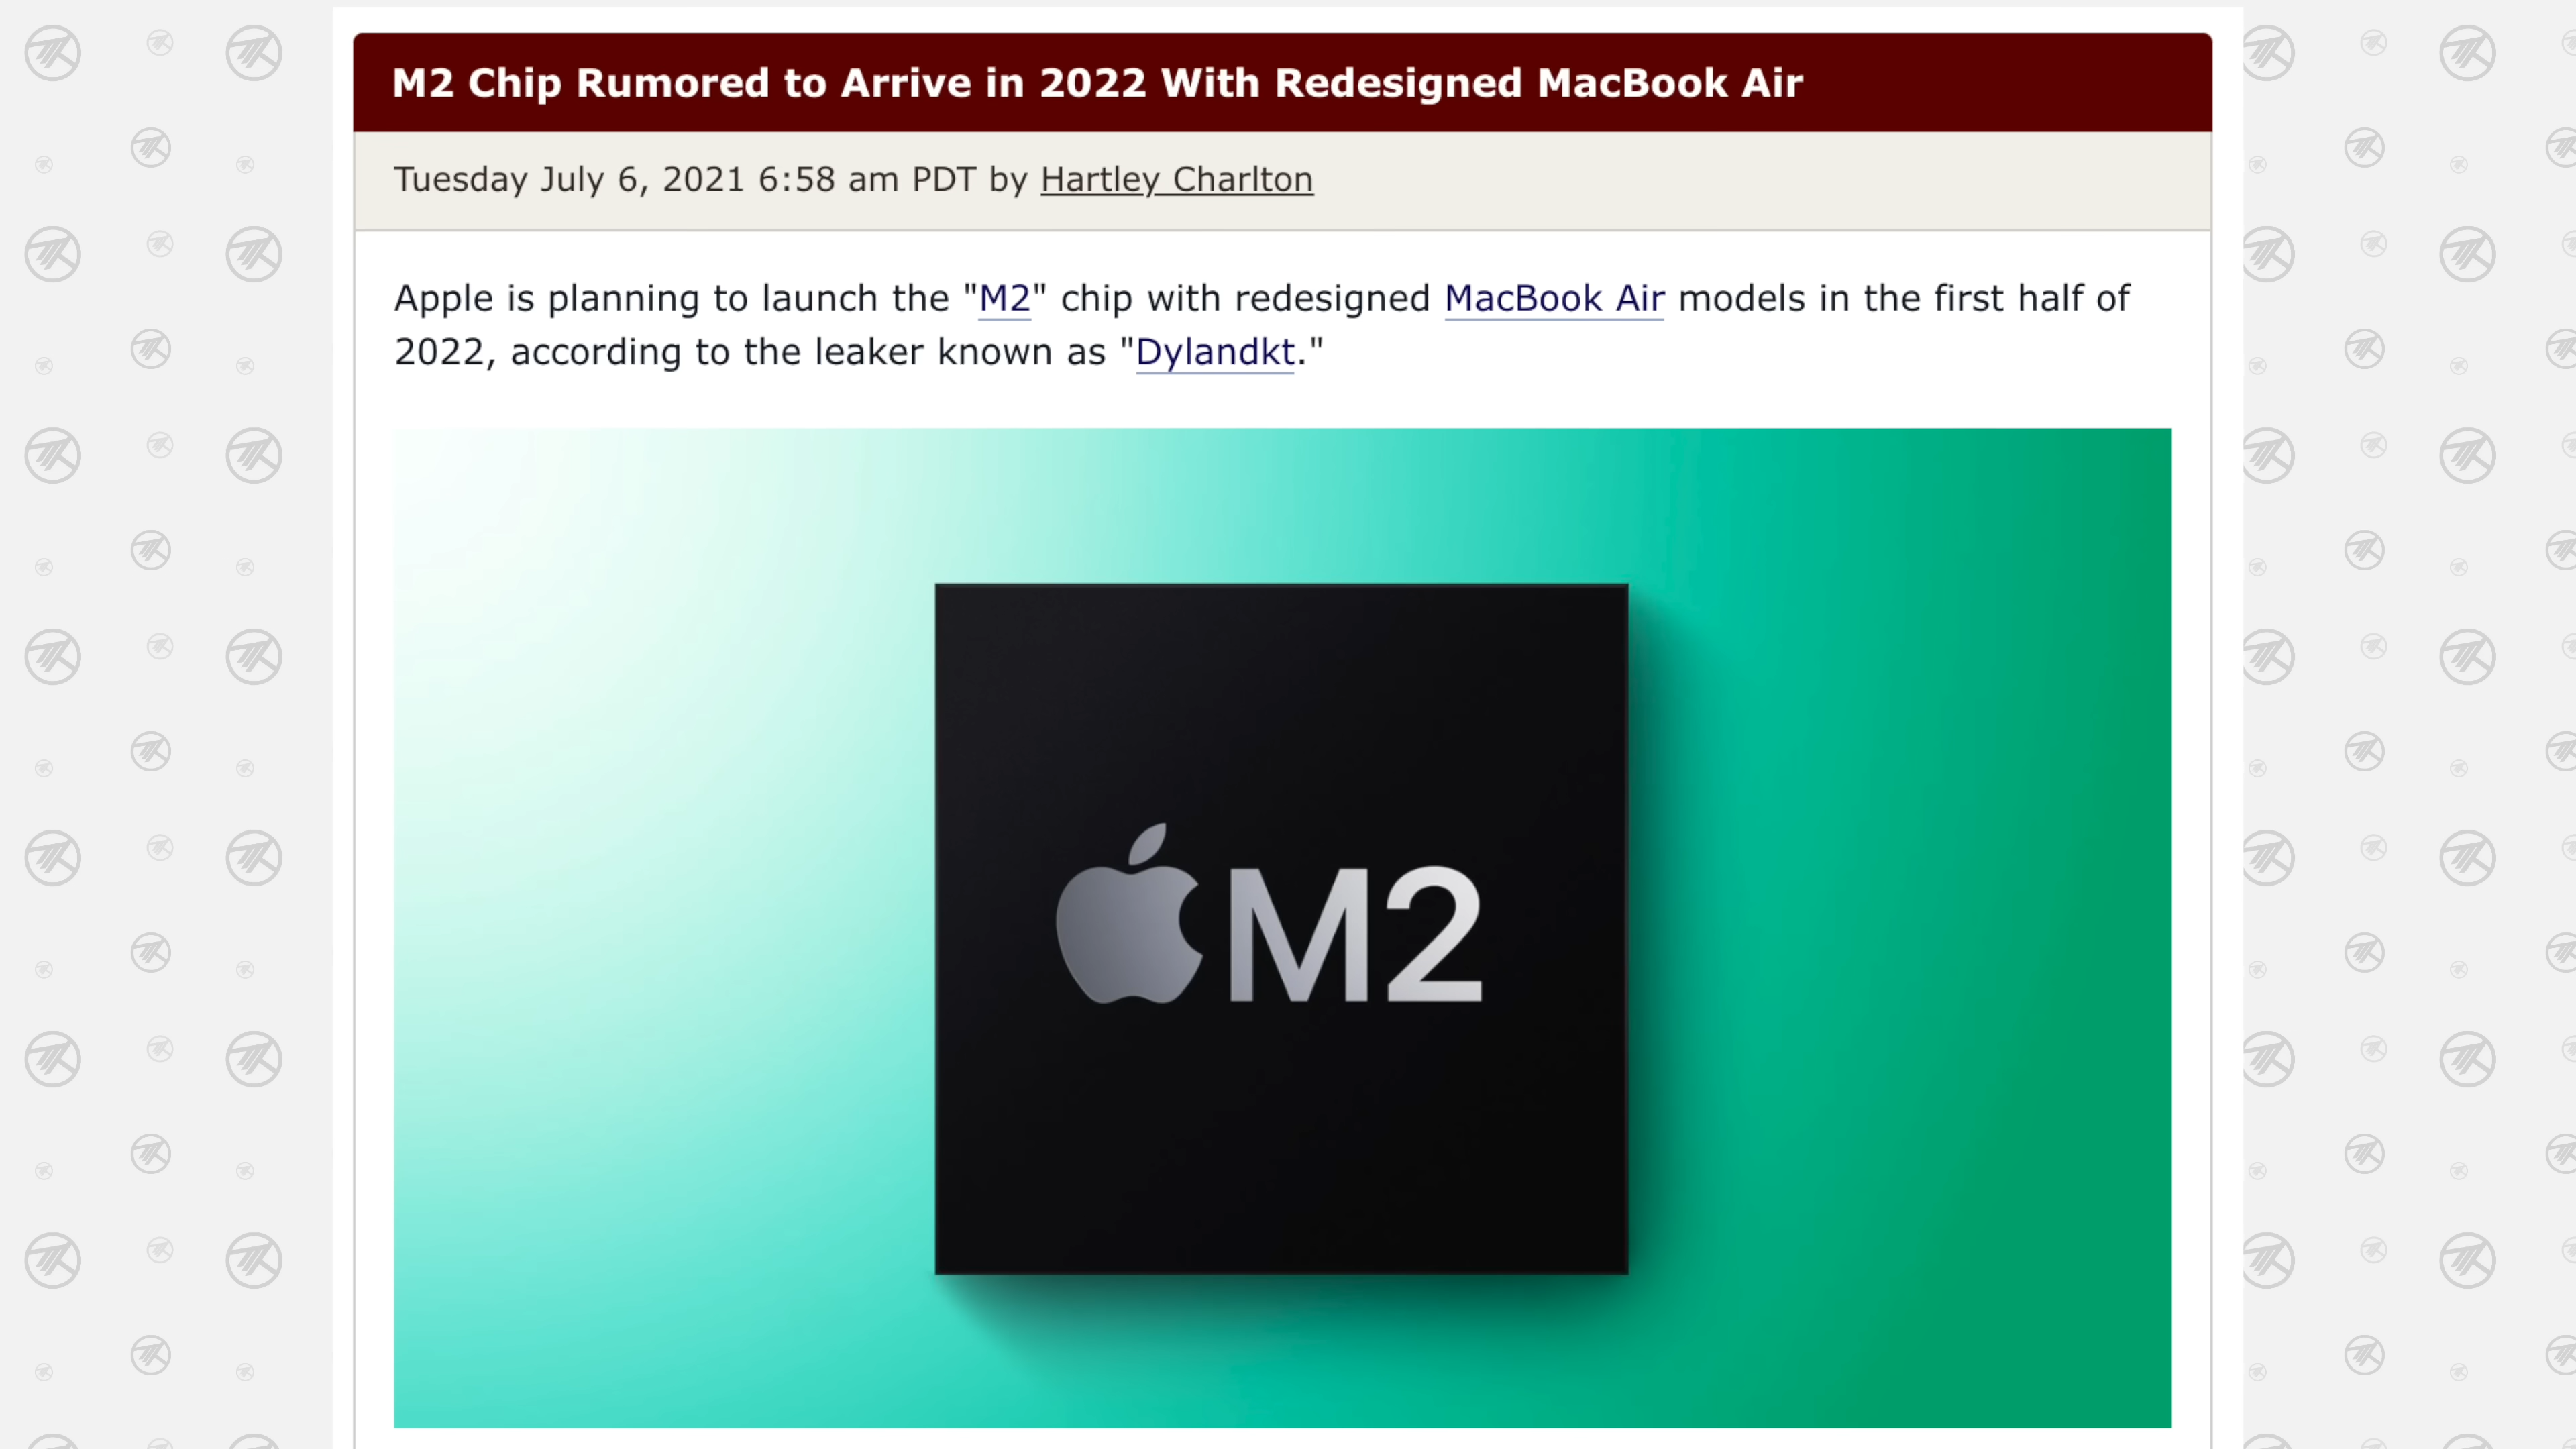 M2 Chip Rumored to Arrive in 2022 With Redesigned MacBook Air
Tuesday July 6, 2021 6:58 am PDT by Hartley Charlton
Apple is planning to launch the "M2" chip with redesigned MacBook Air models in the first half of
2022, according to the leaker known as "Dylandkt."
M2